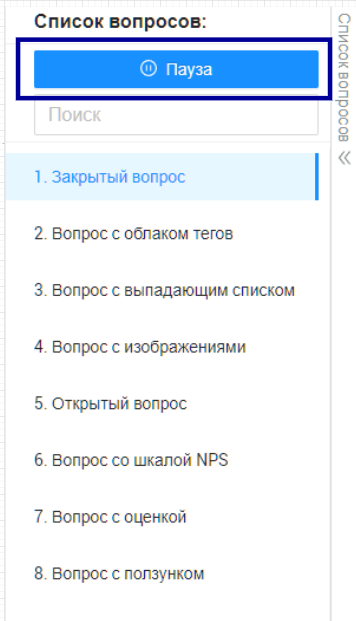 Список вопросов:
Пауза
Поиск
1. Закрытый вопрос
2. Вопрос с облаком тегов
3. Вопрос с выпадающим списком
4. Вопрос с изображениями
5. Открытый вопрос
6. Вопрос со шкалой NPS
7. Вопрос с оценкой
8. Вопрос с ползунком
Список вопросов